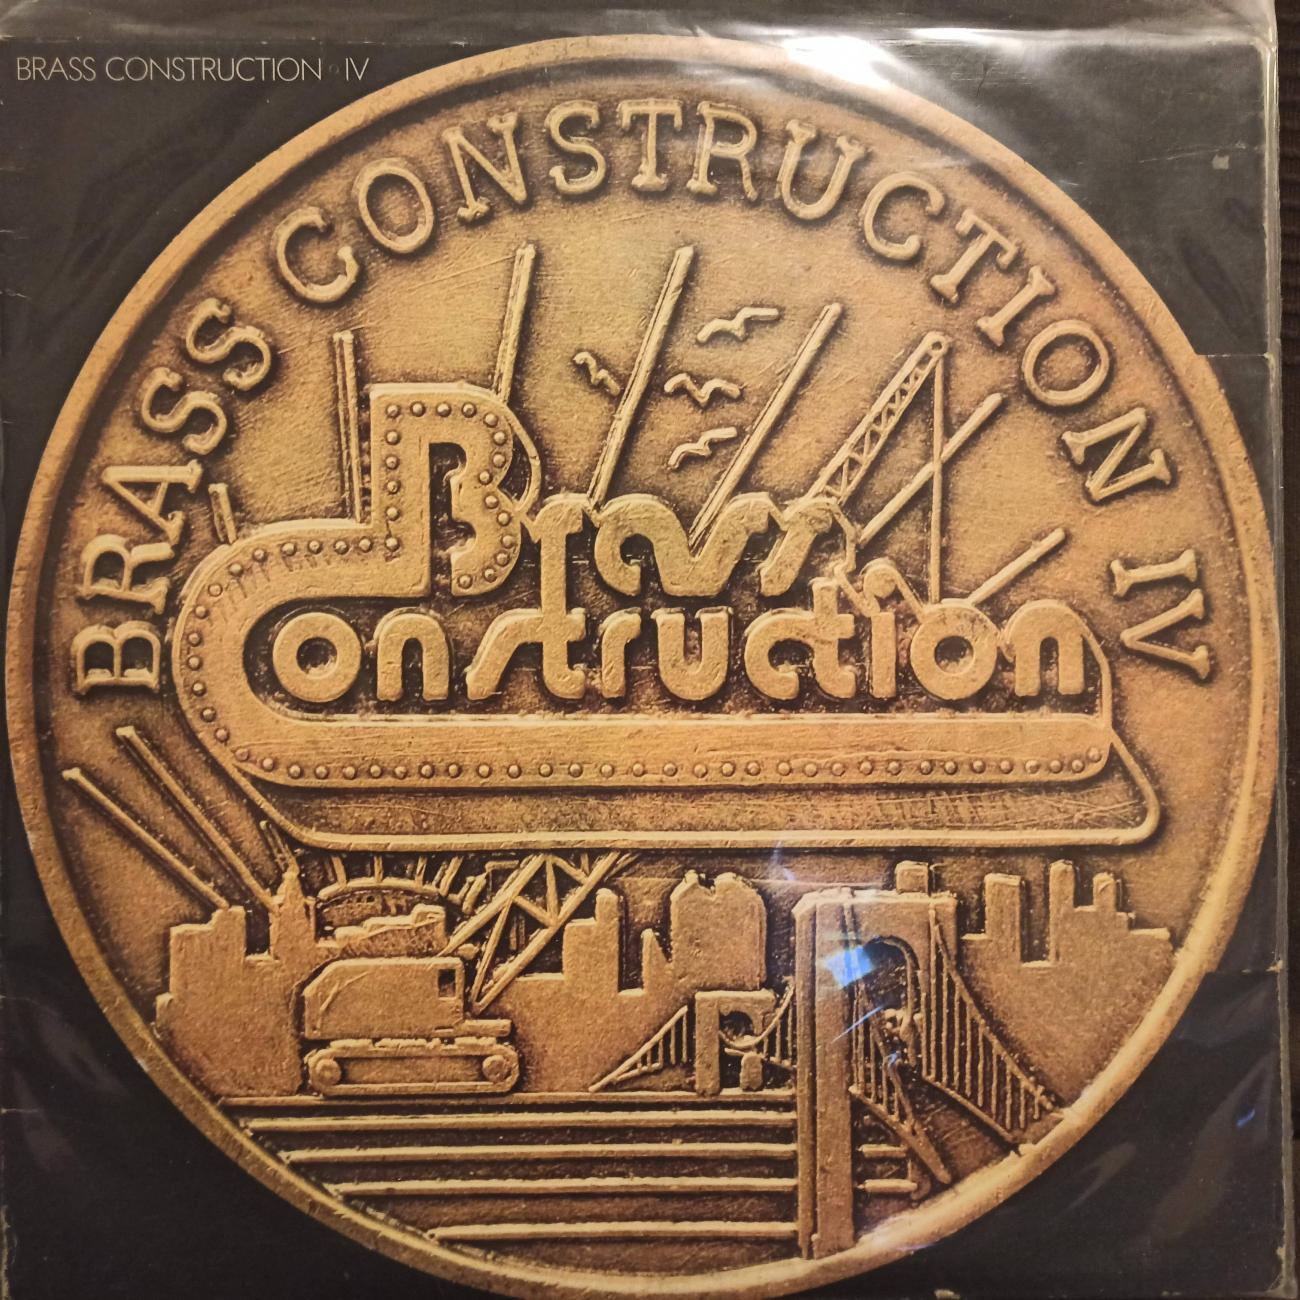 BRASS CONSTRUCTION · IV
BRASS CONSTRUCTION IV
Brass
Construction